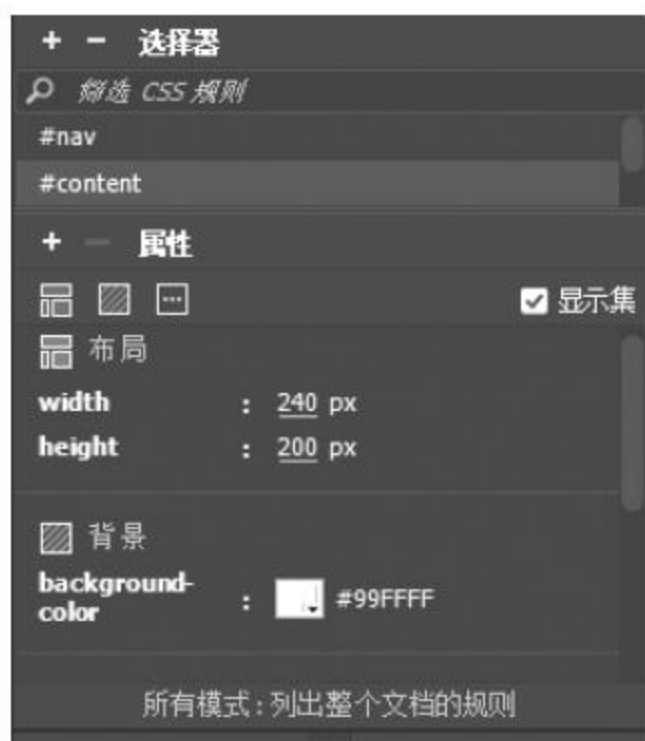 + - 选择器
筛选 CSS 规则
#nav
#content
+ - 属性
显示集
布局
width : 240 px
height : 200 px
背景
background-
color : #99FFFF
所有模式:列出整个文档的规则